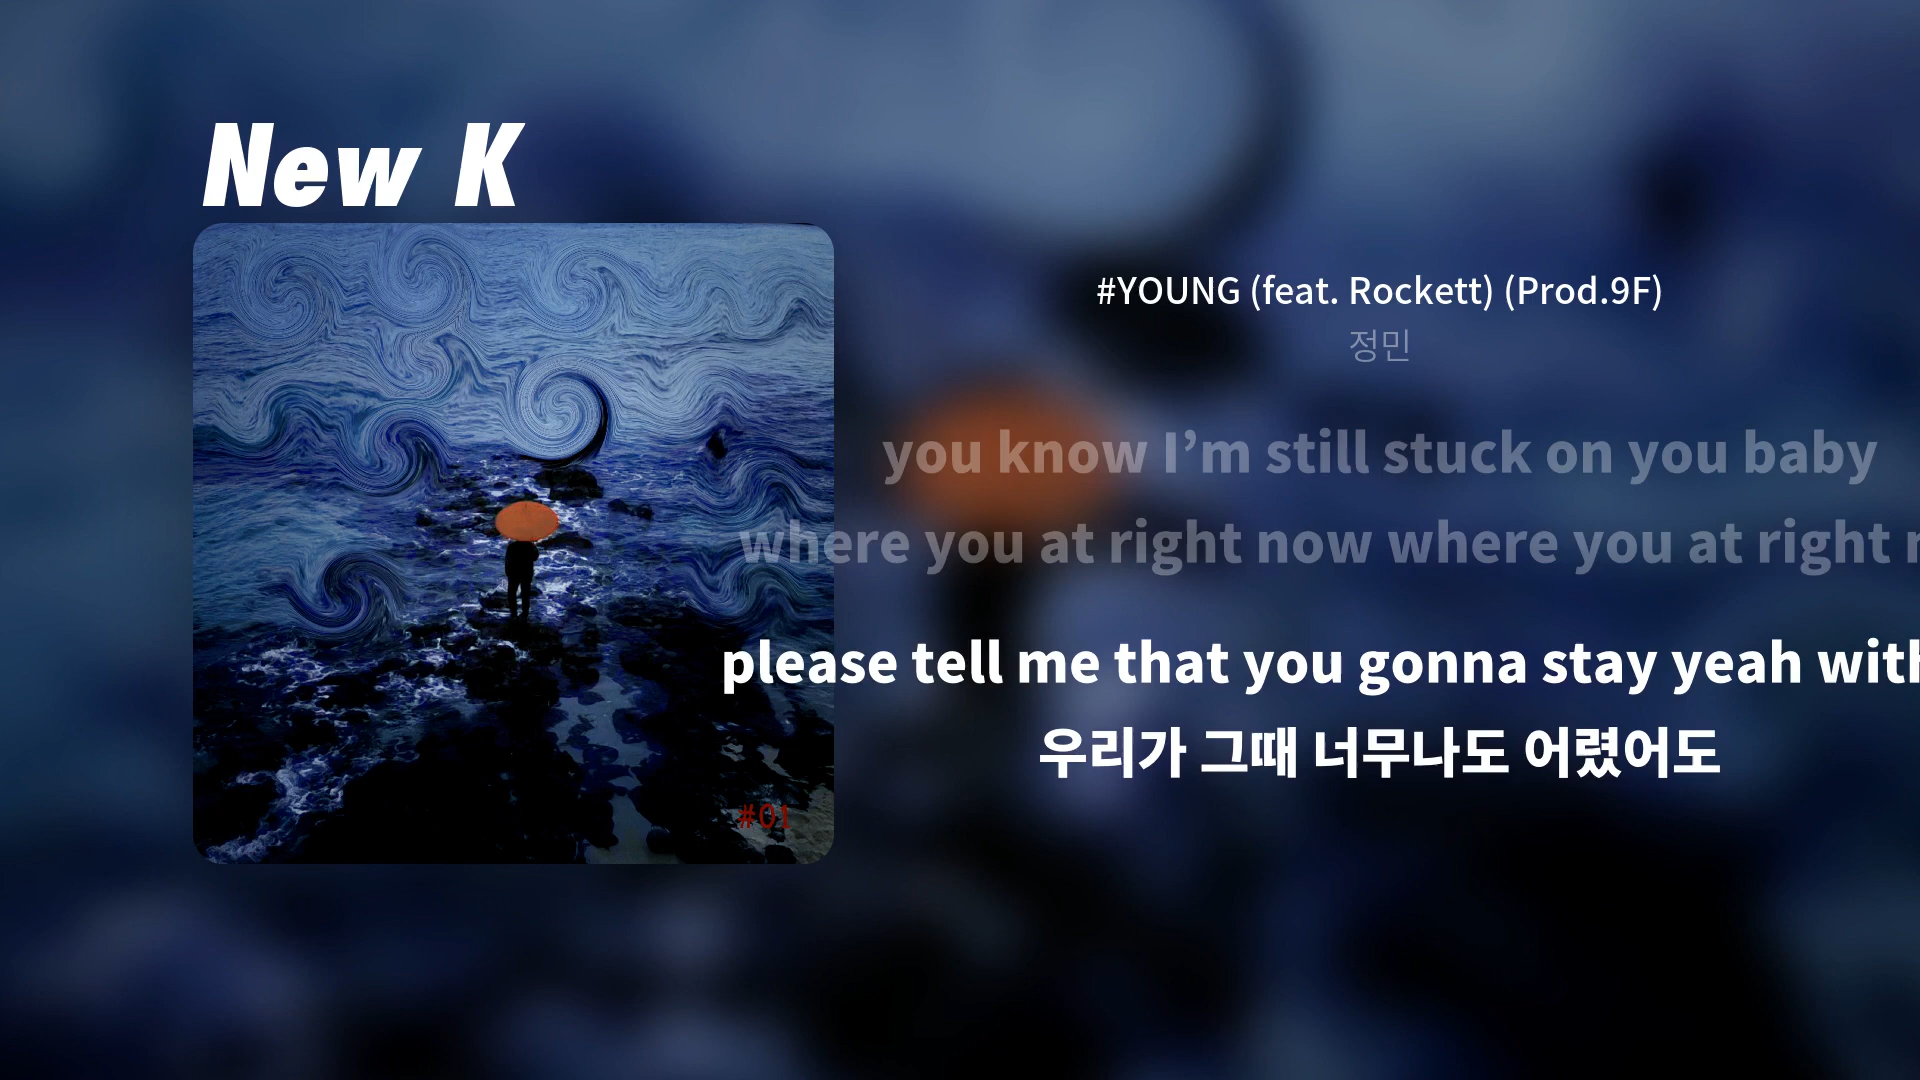 New K
#YOUNG (feat. Rockett) (Prod.9F)
정민
you know I’m still stuck on you baby
where you at right now where you at right
please tell me that you gonna stay yeah with
우리가 그때 너무나도 어렸어도
#01